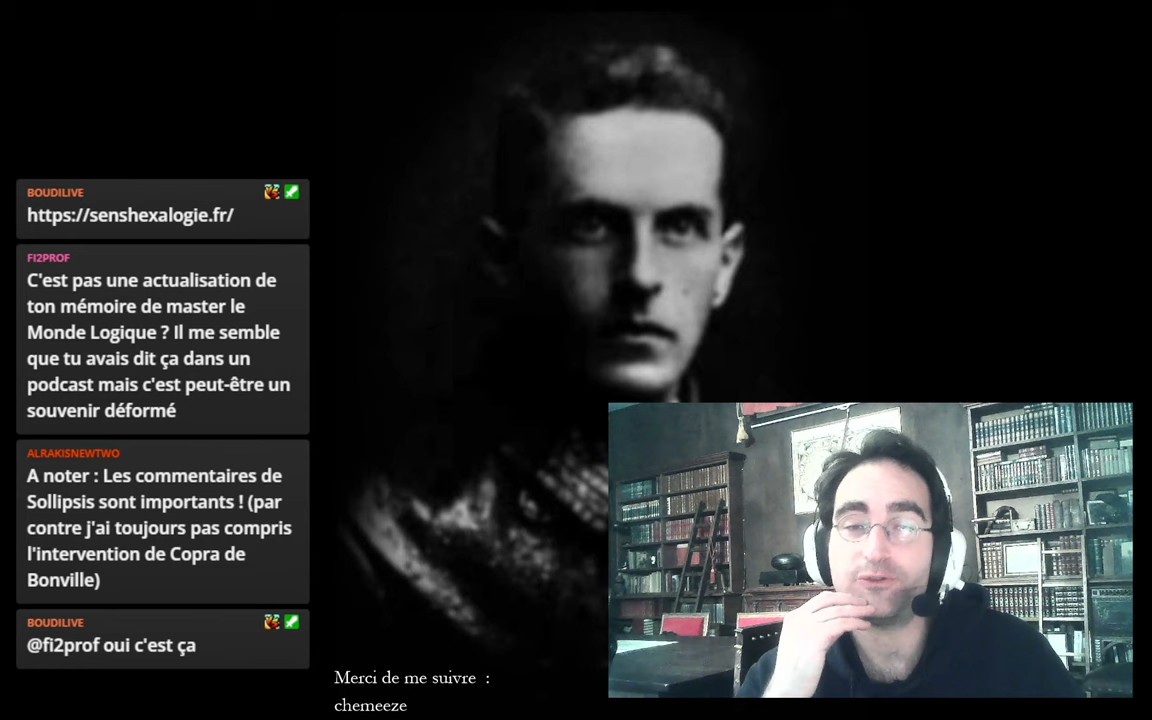 BOUDILIVE
https://senshexalogie.fr/
FI2PROF
C'est pas une actualisation de
ton mémoire de master le
Monde Logique ? Il me semble
que tu avais dit ça dans un
podcast mais c'est peut-être un
souvenir déformé
ALRAKISNEWTWO
A noter : Les commentaires de
Sollipsis sont importants ! (par
contre j'ai toujours pas compris
l'intervention de Copra de
Bonville)
BOUDILIVE
@fi2prof oui c'est ça
Merci de me suivre :
chemeeze